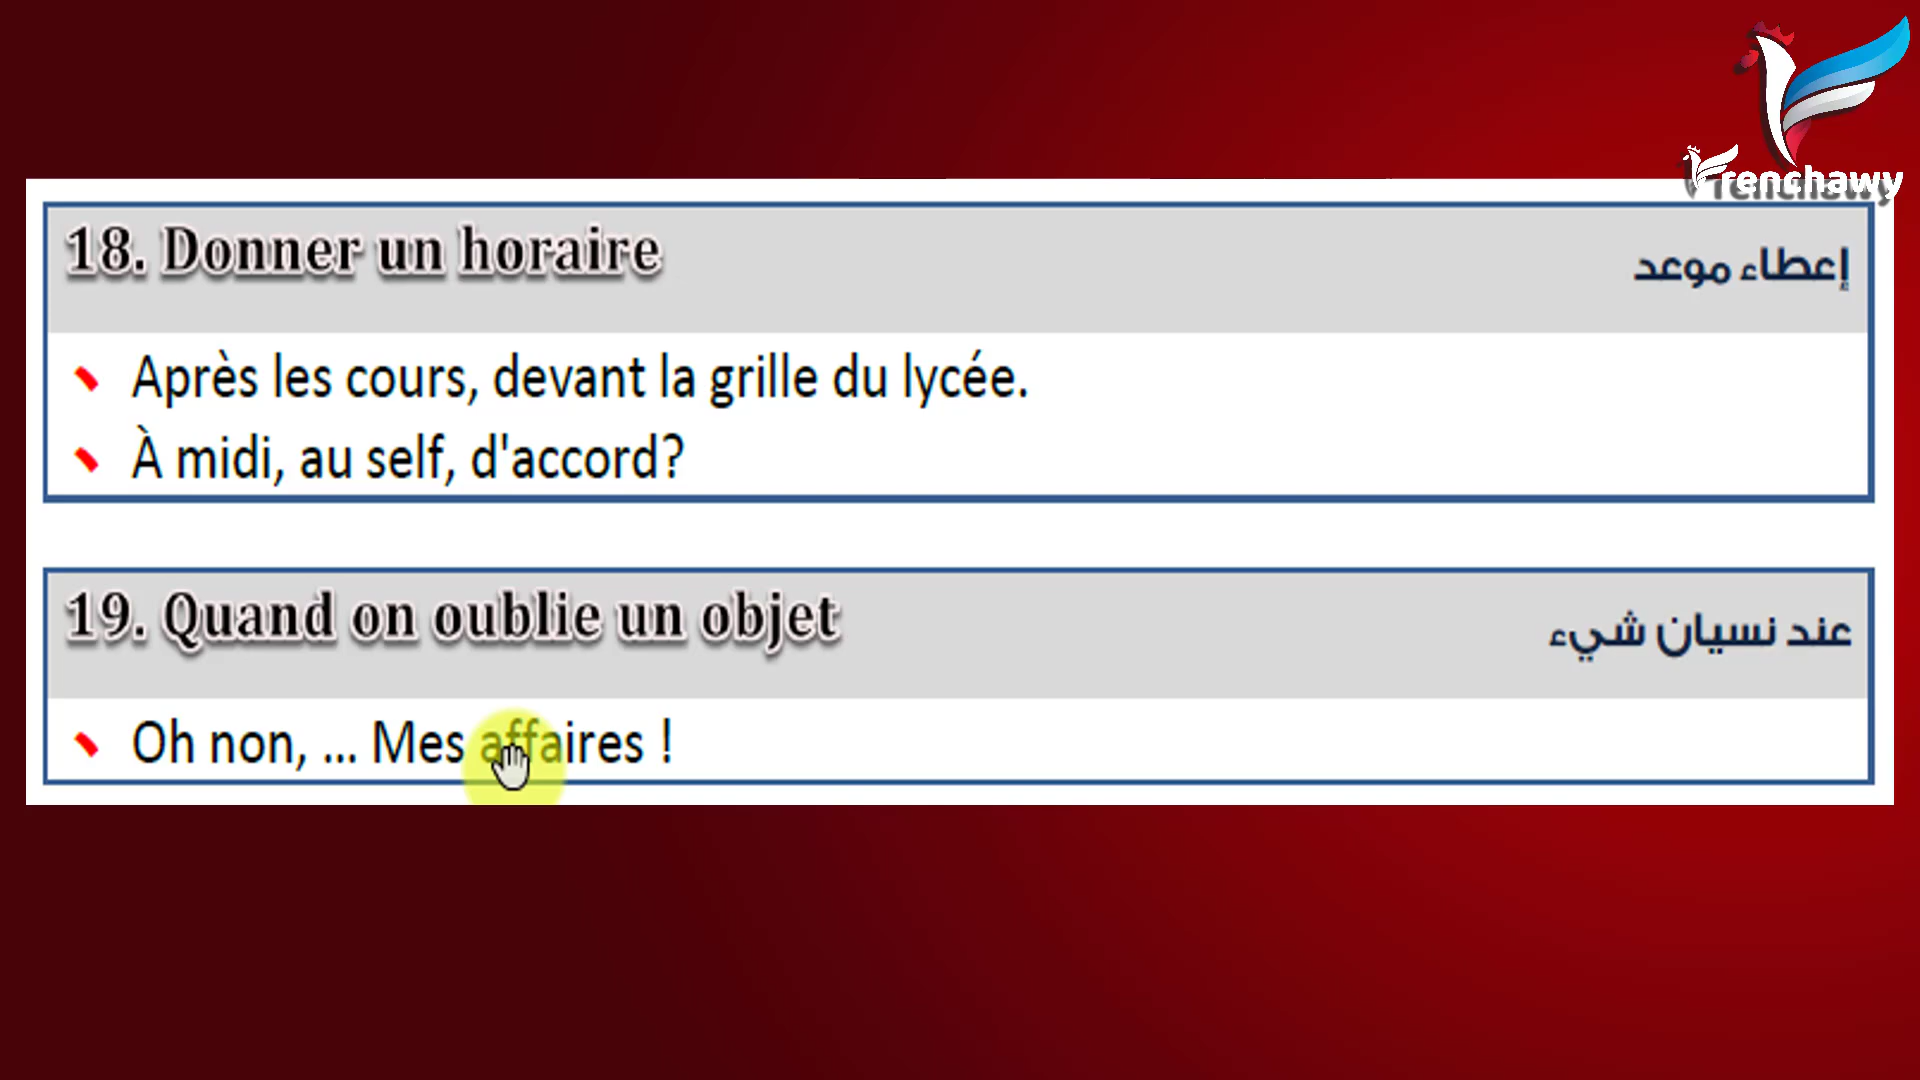 Frenchawy
18. Donner un horaire
إعطاء موعد
Après les cours, devant la grille du lycée.
À midi, au self, d'accord?
19. Quand on oublie un objet
عند نسيان شيء
Oh non, ... Mes affaires !